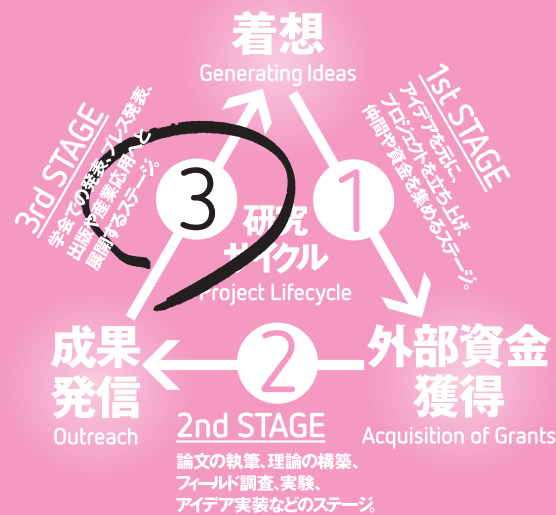 着想
Generating Ideas
1st STAGE
アイデアを元に、
プロジェクトを立ち上げ、
仲間や資金を集めるステージ。
3rd STAGE
学会での発表、プレス発表、
出版や産業応用へと
展開するステージ。
3
1
研究
サイクル
Project Lifecycle
成果
発信
Outreach
2
外部資金
獲得
Acquisition of Grants
2nd STAGE
論文の執筆、理論の構築、
フィールド調査、実験、
アイデア実装などのステージ。